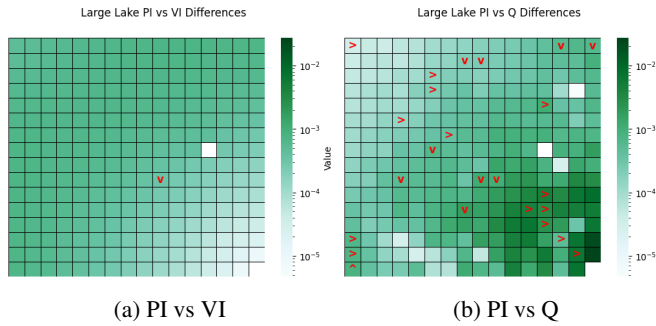 Large Lake PI vs VI Differences
v
10⁻²
10⁻³
10⁻⁴
10⁻⁵
Value
(a) PI vs VI
Large Lake PI vs Q Differences
> v v
v v
>
>
>
>
>
v
v v v
>
v > >
> v
> >
^
10⁻²
10⁻³
10⁻⁴
10⁻⁵
(b) PI vs Q